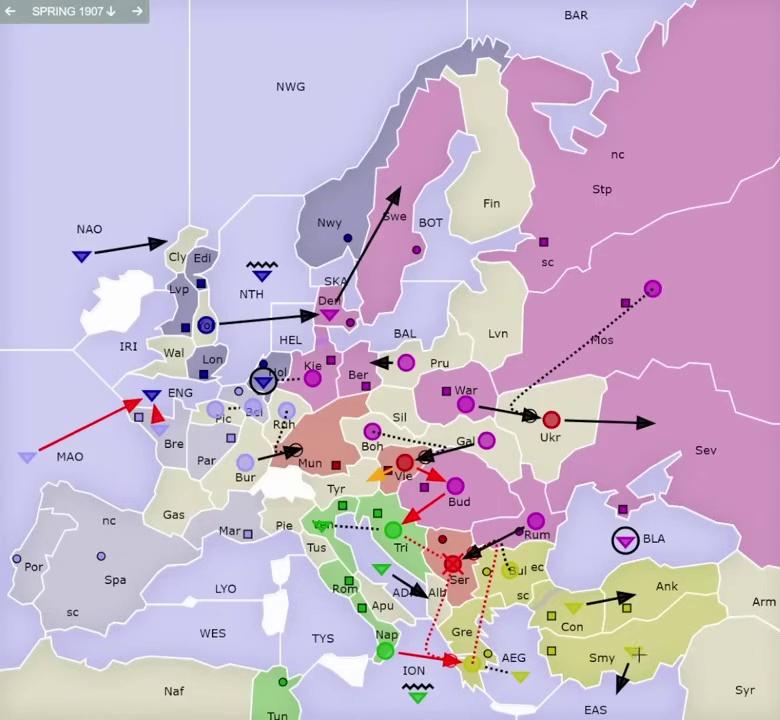 ← SPRING 1907↓ →
BAR
NWG
nc
Stp
Fin
Nwy
Swe
BOT
NAO
Cly
Edi
sc
NTH
SKA
Den
Lvp
Mos
Lvn
IRI
HEL
BAL
Wal
Lon
Hol
Kie
Ber
Pru
War
ENG
Pic
Bel
Ruh
Sil
Ukr
Bre
Boh
Gal
Sev
MAO
Par
Mun
Bur
Vie
Tyr
Bud
nc
Gas
Mar
Pie
Ven
Tri
Rum
BLA
Por
Spa
Tus
Ser
Bul
ec
LYO
Rom
ADR
Alb
sc
Ank
Arm
sc
Apu
Con
WES
TYS
Nap
Gre
AEG
Smy
ION
Naf
Syr
Tun
EAS